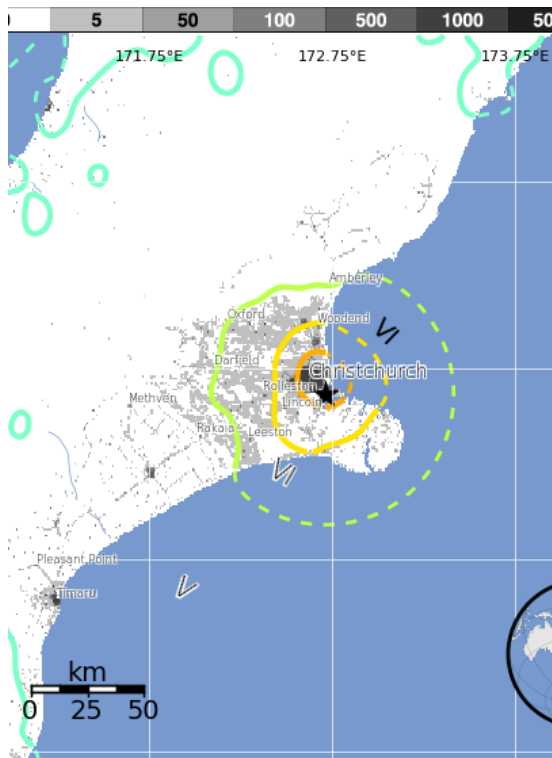 5 50 100 500 1000
171.75°E 172.75°E 173.75°E
Amberley
Oxford
Woodend
VI
Darfield
Christchurch
Rolleston
Methven
Lincoln
Rakaia
Leeston
VI
Pleasant Point
V
Timaru
km
0 25 50